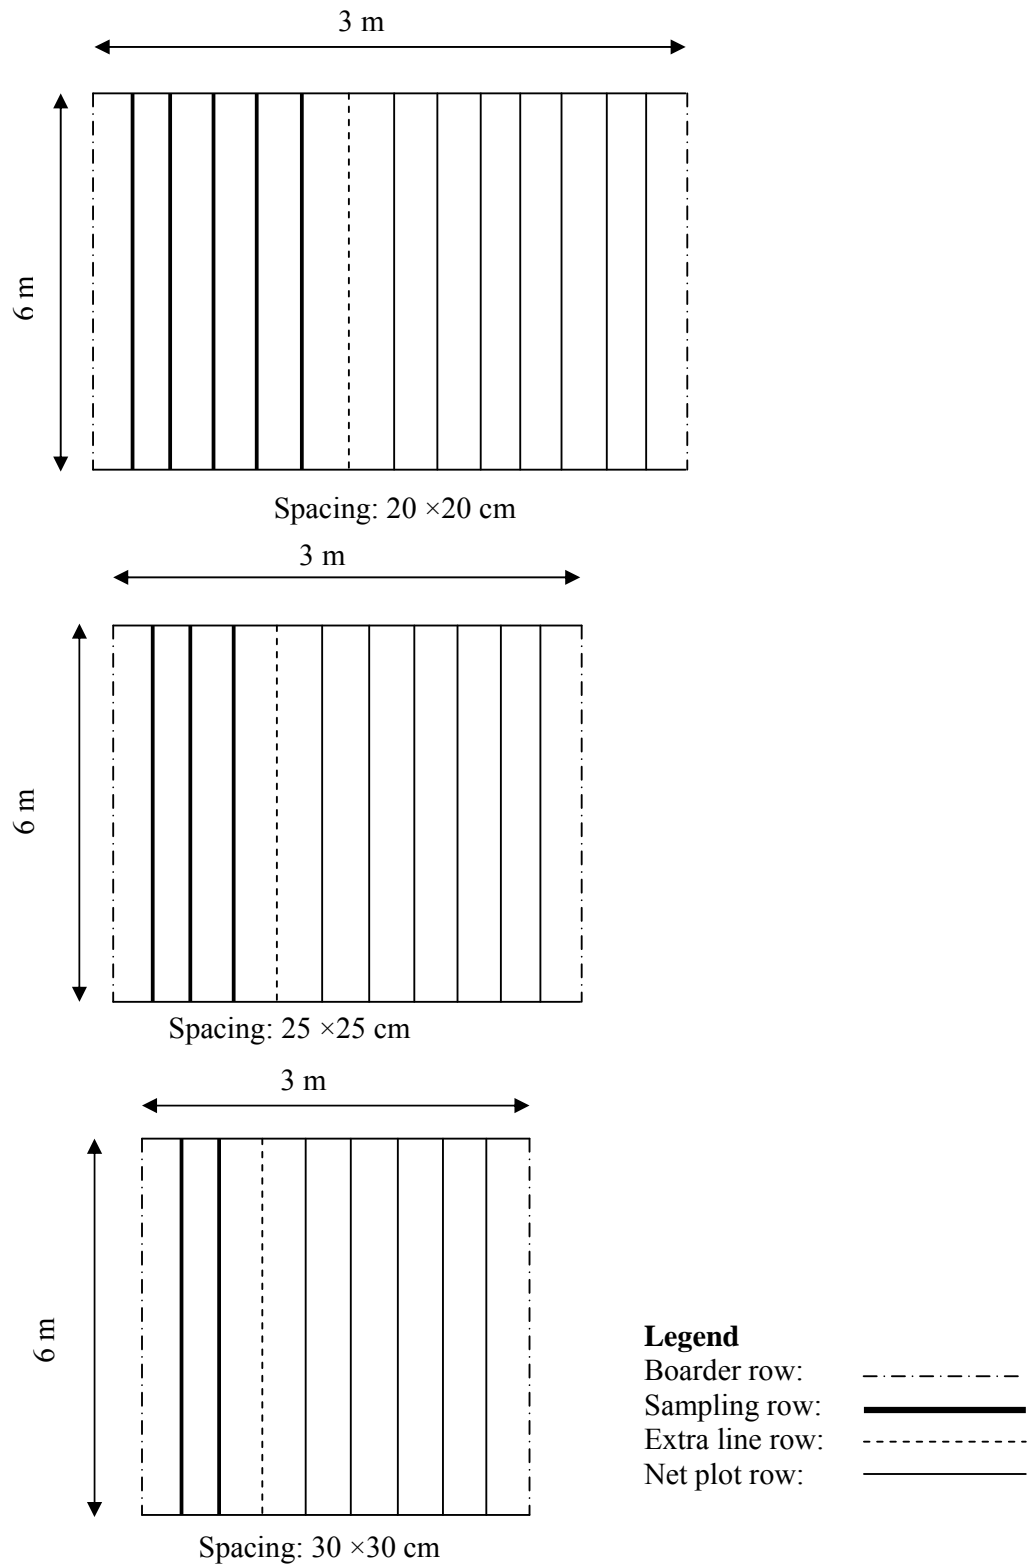 3 m
6 m
Spacing: 20 ×20 cm
3 m
6 m
Spacing: 25 ×25 cm
3 m
6 m
Spacing: 30 ×30 cm
Legend
Boarder row:
Sampling row:
Extra line row:
Net plot row: